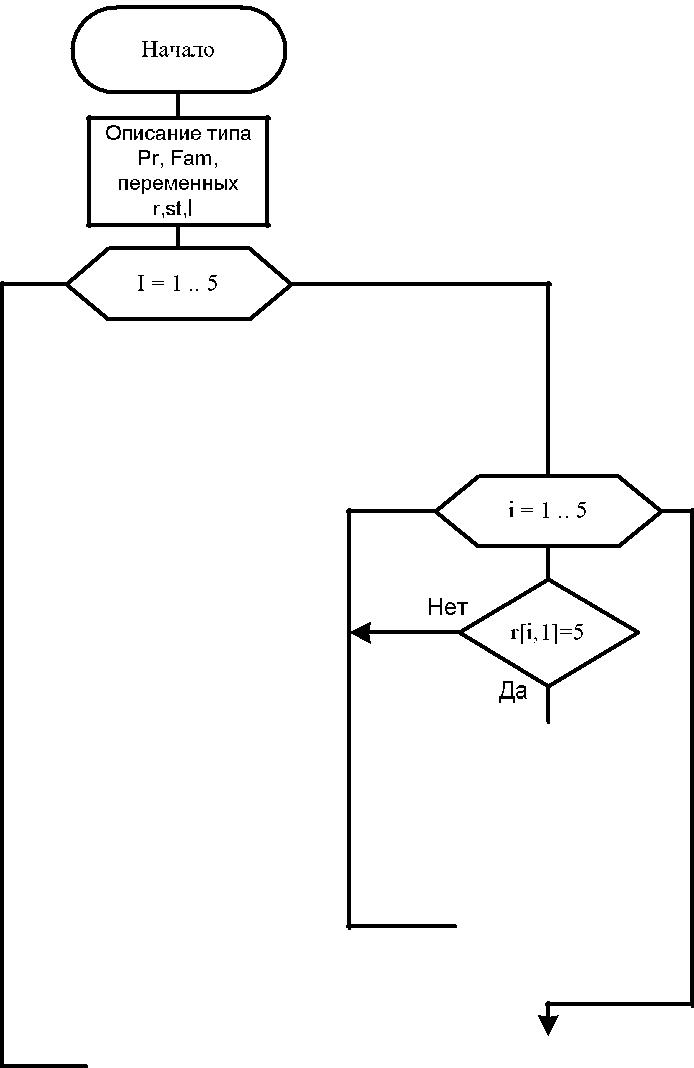 Начало
Описание типа
Pr, Fam,
переменных
r,st,I
I = 1 .. 5
i = 1 .. 5
Нет
r[i,1]=5
Да